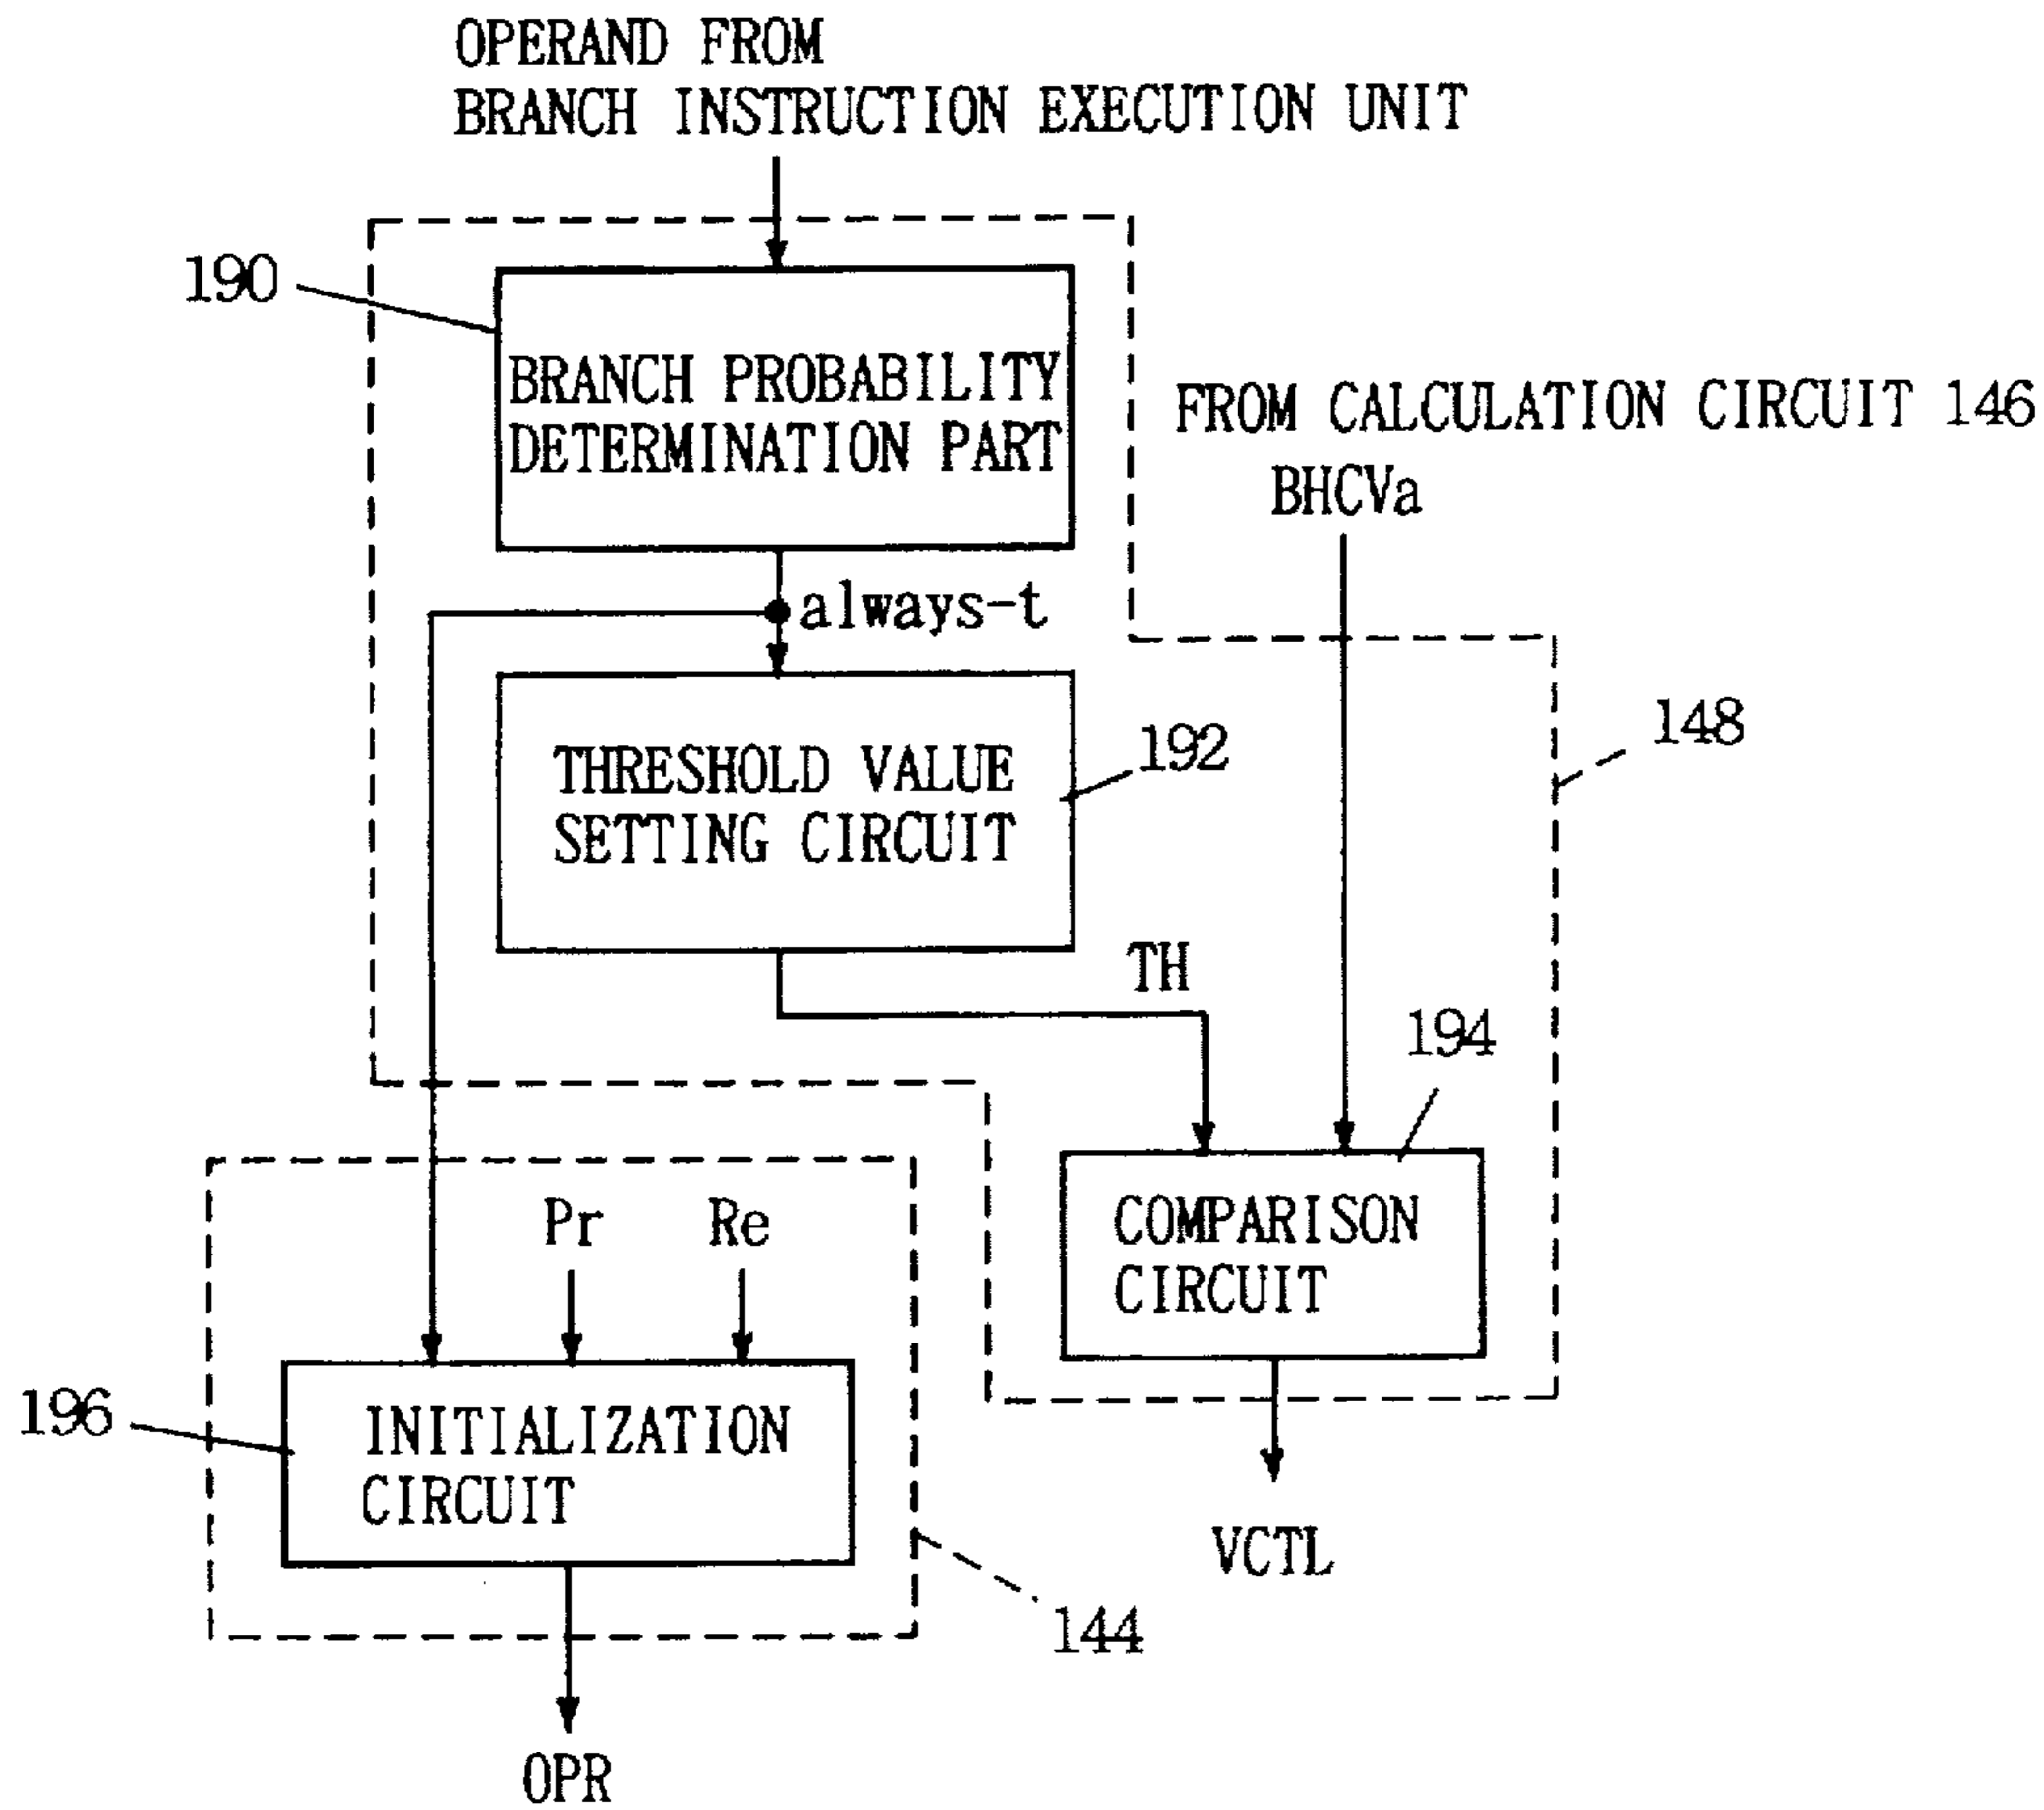 OPERAND FROM
BRANCH INSTRUCTION EXECUTION UNIT
190
BRANCH PROBABILITY
DETERMINATION PART
FROM CALCULATION CIRCUIT 146
BHCVa
always-t
THRESHOLD VALUE
SETTING CIRCUIT
192
148
TH
194
Pr
Re
COMPARISON
CIRCUIT
196
INITIALIZATION
CIRCUIT
VCTL
144
OPR